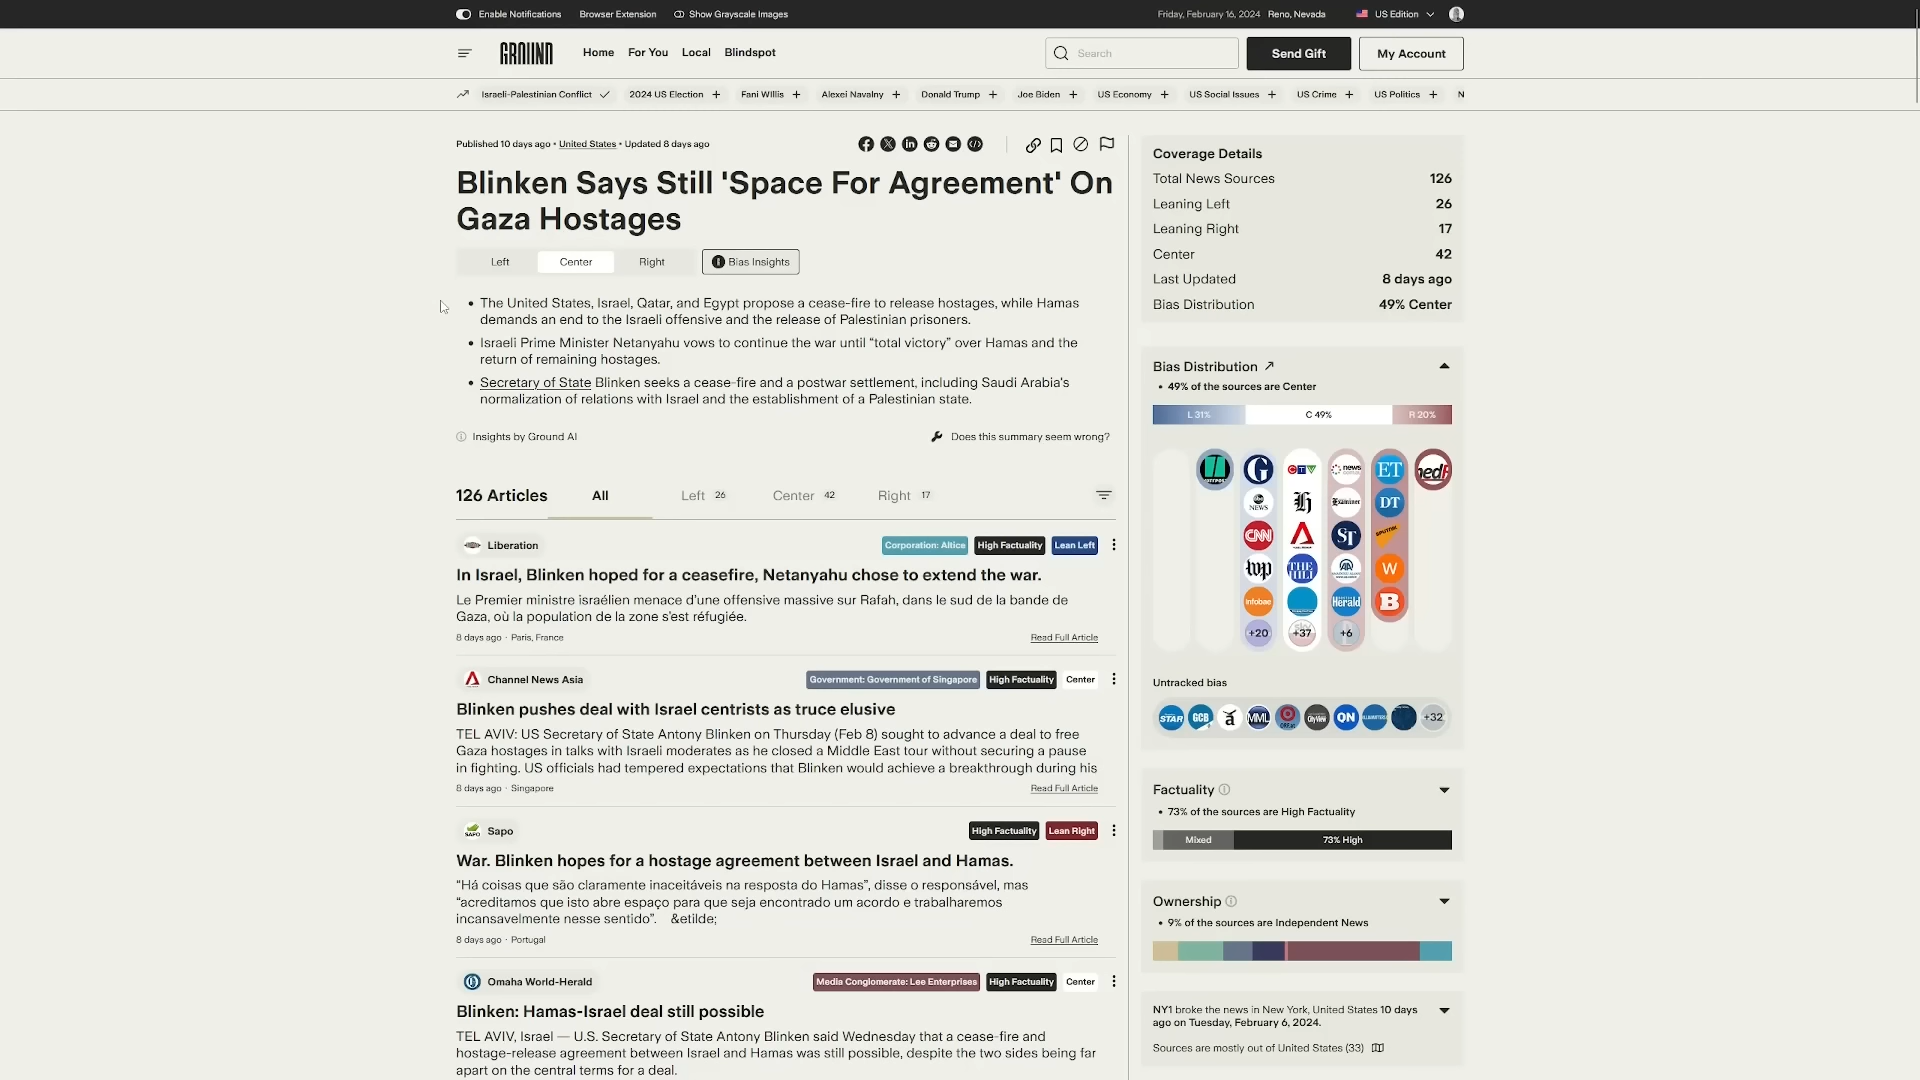 Enable Notifications Browser Extension Show Grayscale Images Friday, February 16, 2024 Reno, Nevada US Edition
GROUND Home For You Local Blindspot Search Send Gift My Account
Israeli-Palestinian Conflict 2024 US Election + Fani Willis + Alexei Navalny + Donald Trump + Joe Biden + US Economy + US Social Issues + US Crime + US Politics + N
Published 10 days ago • United States • Updated 8 days ago
Blinken Says Still 'Space For Agreement' On
Gaza Hostages
Left Center Right Bias Insights
• The United States, Israel, Qatar, and Egypt propose a cease-fire to release hostages, while Hamas
demands an end to the Israeli offensive and the release of Palestinian prisoners.
• Israeli Prime Minister Netanyahu vows to continue the war until “total victory” over Hamas and the
return of remaining hostages.
• Secretary of State Blinken seeks a cease-fire and a postwar settlement, including Saudi Arabia's
normalization of relations with Israel and the establishment of a Palestinian state.
Insights by Ground AI Does this summary seem wrong?
126 Articles All Left 26 Center 42 Right 17
Liberation Corporation: Altice High Factuality Lean Left
In Israel, Blinken hoped for a ceasefire, Netanyahu chose to extend the war.
Le Premier ministre israélien menace d’une offensive massive sur Rafah, dans le sud de la bande de
Gaza, où la population de la zone s’est réfugiée.
8 days ago · Paris, France Read Full Article
Channel News Asia Government: Government of Singapore High Factuality Center
Blinken pushes deal with Israel centrists as truce elusive
TEL AVIV: US Secretary of State Antony Blinken on Thursday (Feb 8) sought to advance a deal to free
Gaza hostages in talks with Israeli moderates as he closed a Middle East tour without securing a pause
in fighting. US officials had tempered expectations that Blinken would achieve a breakthrough during his
8 days ago · Singapore Read Full Article
SAPO Sapo High Factuality Lean Right
War. Blinken hopes for a hostage agreement between Israel and Hamas.
“Há coisas que são claramente inaceitáveis na resposta do Hamas”, disse o responsável, mas
“acreditamos que isto abre espaço para que seja encontrado um acordo e trabalharemos
incansavelmente nesse sentido”. &etilde;
8 days ago · Portugal Read Full Article
Omaha World-Herald Media Conglomerate: Lee Enterprises High Factuality Center
Blinken: Hamas-Israel deal still possible
TEL AVIV, Israel — U.S. Secretary of State Antony Blinken said Wednesday that a cease-fire and
hostage-release agreement between Israel and Hamas was still possible, despite the two sides being far
apart on the central terms for a deal.
Coverage Details
Total News Sources 126
Leaning Left 26
Leaning Right 17
Center 42
Last Updated 8 days ago
Bias Distribution 49% Center
Bias Distribution
• 49% of the sources are Center
L 31% C 49% R 20%
G CTV news ET
abc NEWS Examiner DT
CNN ST SPUTNIK
wp THE HILL AA W
infobae Herald B
+20 +37 +6
Untracked bias
STAR GCB ă MML CityView QN +32
Factuality
• 73% of the sources are High Factuality
Mixed 73% High
Ownership
• 9% of the sources are Independent News
NY1 broke the news in New York, United States 10 days
ago on Tuesday, February 6, 2024.
Sources are mostly out of United States (33)